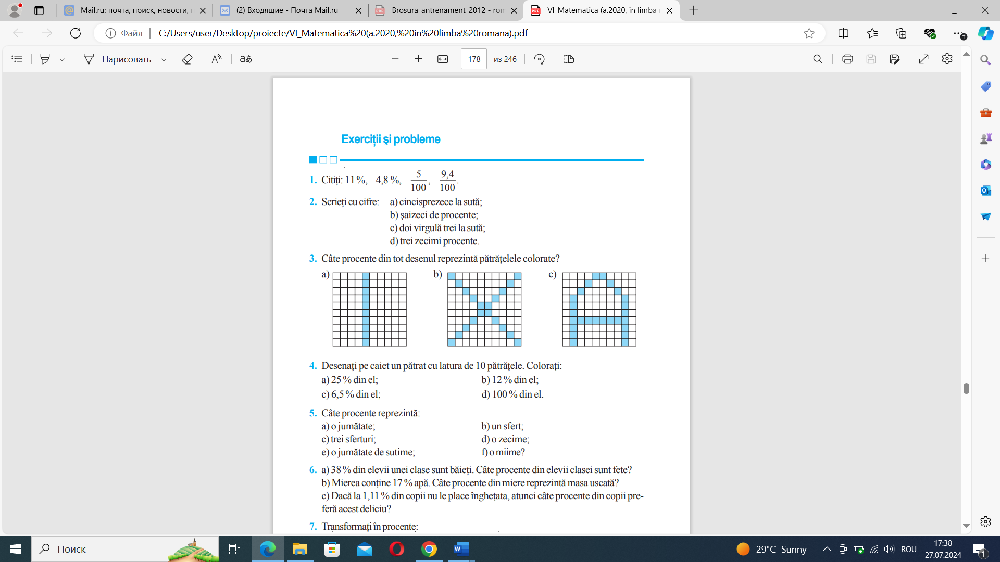 Mail.ru: почта, поиск, новости, п
(2) Входящие - Почта Mail.ru
Brosura_antrenament_2012 - rom
VI_Matematica (a.2020, in limba r
Файл
C:/Users/user/Desktop/proiecte/VI_Matematica%20(a.2020,%20in%20limba%20romana).pdf
Нарисовать
178
из 246
Exerciții şi probleme
1. Citiți: 11 %, 4,8 %, 5/100, 9,4/100.
2. Scrieți cu cifre: a) cincisprezece la sută;
b) şaizeci de procente;
c) doi virgulă trei la sută;
d) trei zecimi procente.
3. Câte procente din tot desenul reprezintă pătrățelele colorate?
a)
b)
c)
4. Desenați pe caiet un pătrat cu latura de 10 pătrățele. Colorați:
a) 25 % din el; b) 12 % din el;
c) 6,5 % din el; d) 100 % din el.
5. Câte procente reprezintă:
a) o jumătate; b) un sfert;
c) trei sferturi; d) o zecime;
e) o jumătate de sutime; f) o miime?
6. a) 38 % din elevii unei clase sunt băieți. Câte procente din elevii clasei sunt fete?
b) Mierea conține 17 % apă. Câte procente din miere reprezintă masa uscată?
c) Dacă la 1,11 % din copii nu le place înghețata, atunci câte procente din copii pre-
feră acest deliciu?
7. Transformați în procente:
Поиск
29°C Sunny
ROU
17:38
27.07.2024
1